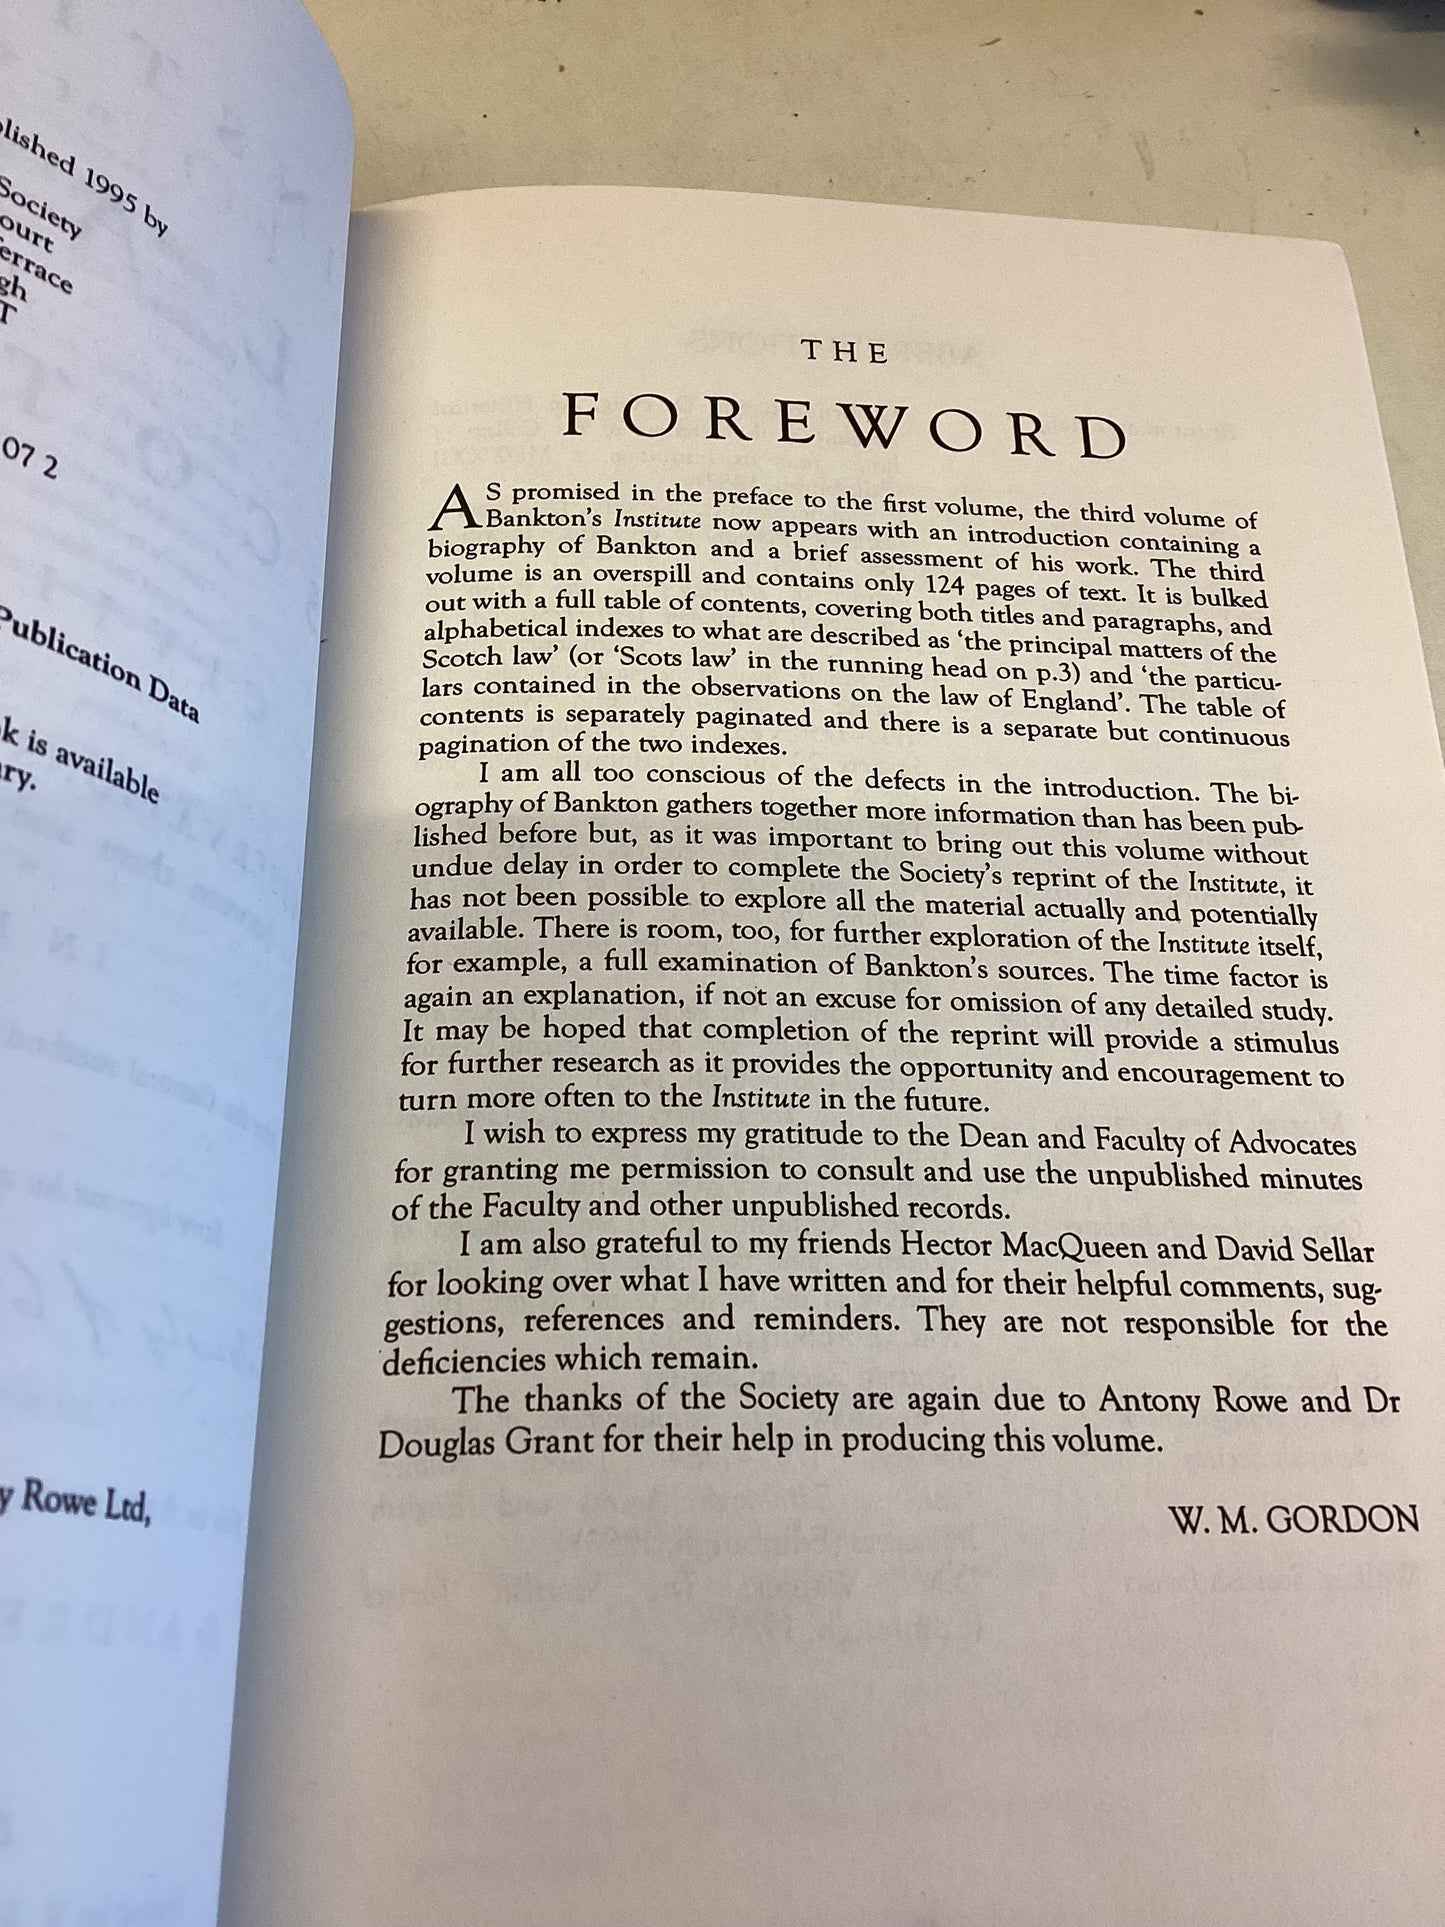 lished 1995 by
Society
ourt
errace
gh
T
07 2
Publication Data
k is available
ry.
y Rowe Ltd,
THE
FOREWORD
AS promised in the preface to the first volume, the third volume of
Bankton's Institute now appears with an introduction containing a
biography of Bankton and a brief assessment of his work. The third
volume is an overspill and contains only 124 pages of text. It is bulked
out with a full table of contents, covering both titles and paragraphs, and
alphabetical indexes to what are described as 'the principal matters of the
Scotch law' (or 'Scots law' in the running head on p.3) and 'the particu-
lars contained in the observations on the law of England'. The table of
contents is separately paginated and there is a separate but continuous
pagination of the two indexes.
I am all too conscious of the defects in the introduction. The bi-
ography of Bankton gathers together more information than has been pub-
lished before but, as it was important to bring out this volume without
undue delay in order to complete the Society's reprint of the Institute, it
has not been possible to explore all the material actually and potentially
available. There is room, too, for further exploration of the Institute itself,
for example, a full examination of Bankton's sources. The time factor is
again an explanation, if not an excuse for omission of any detailed study.
It may be hoped that completion of the reprint will provide a stimulus
for further research as it provides the opportunity and encouragement to
turn more often to the Institute in the future.
I wish to express my gratitude to the Dean and Faculty of Advocates
for granting me permission to consult and use the unpublished minutes
of the Faculty and other unpublished records.
I am also grateful to my friends Hector MacQueen and David Sellar
for looking over what I have written and for their helpful comments, sug-
gestions, references and reminders. They are not responsible for the
deficiencies which remain.
The thanks of the Society are again due to Antony Rowe and Dr
Douglas Grant for their help in producing this volume.
W. M. GORDON